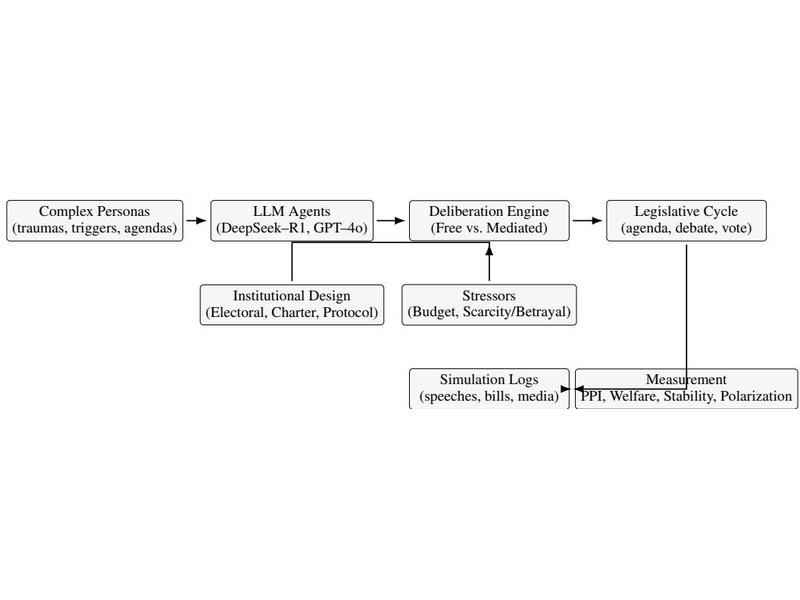 Complex Personas
(traumas, triggers, agendas)
LLM Agents
(DeepSeek–R1, GPT–4o)
Deliberation Engine
(Free vs. Mediated)
Legislative Cycle
(agenda, debate, vote)
Institutional Design
(Electoral, Charter, Protocol)
Stressors
(Budget, Scarcity/Betrayal)
Simulation Logs
(speeches, bills, media)
Measurement
PPI, Welfare, Stability, Polarization